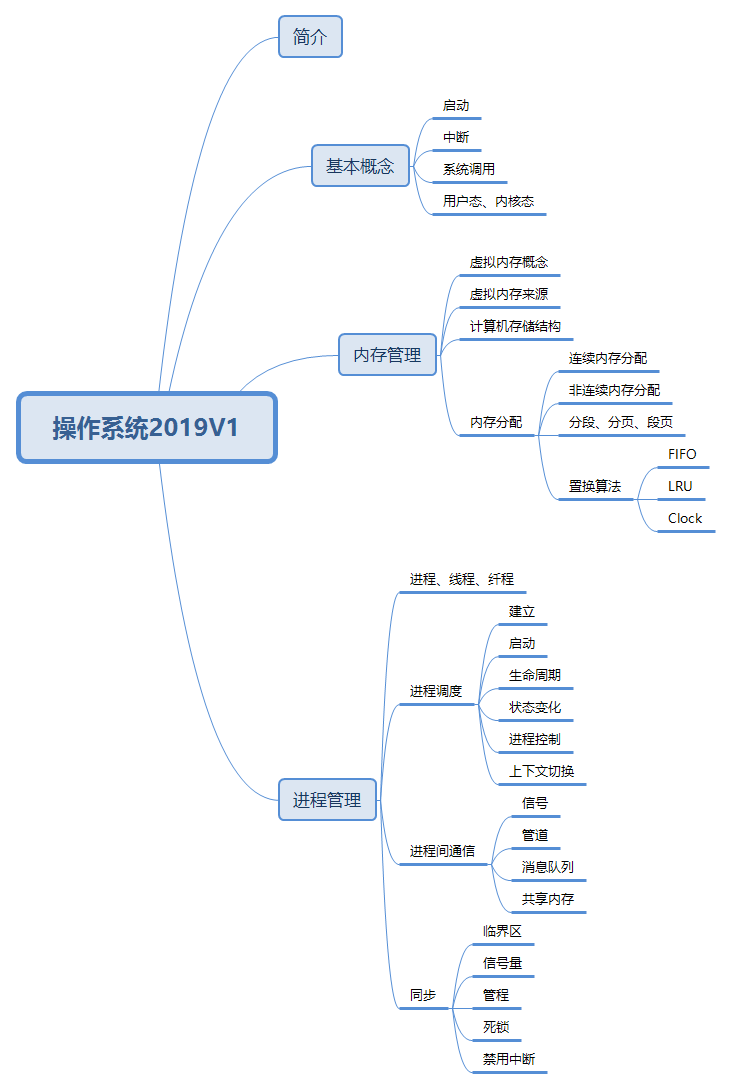 简介
基本概念
启动
中断
系统调用
用户态、内核态
内存管理
虚拟内存概念
虚拟内存来源
计算机存储结构
内存分配
连续内存分配
非连续内存分配
分段、分页、段页
置换算法
FIFO
LRU
Clock
操作系统2019V1
进程管理
进程、线程、纤程
进程调度
建立
启动
生命周期
状态变化
进程控制
上下文切换
进程间通信
信号
管道
消息队列
共享内存
同步
临界区
信号量
管程
死锁
禁用中断